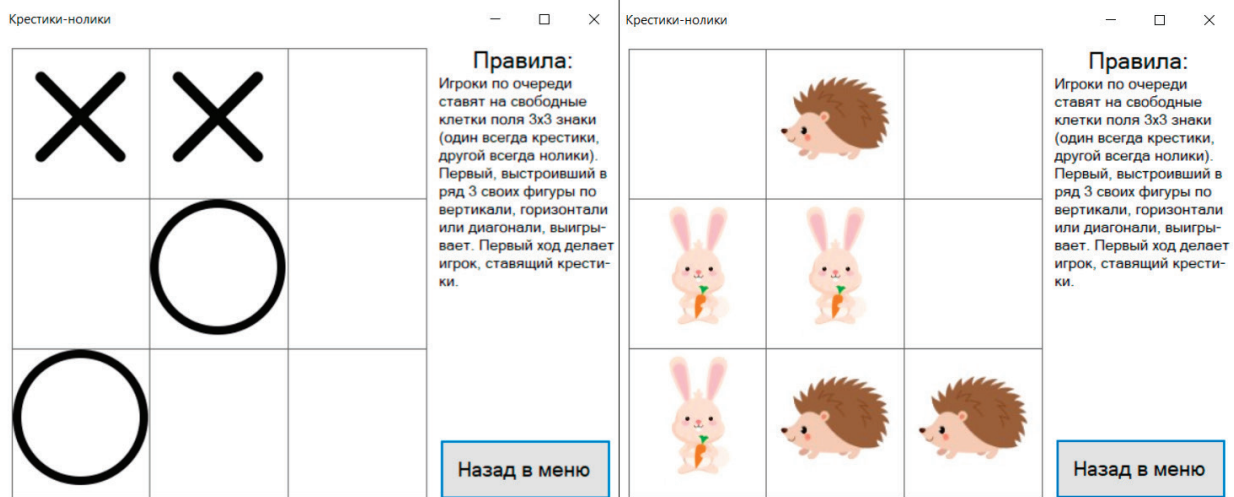 Крестики-нолики
Правила:
Игроки по очереди
ставят на свободные
клетки поля 3х3 знаки
(один всегда крестики,
другой всегда нолики).
Первый, выстроивший в
ряд 3 своих фигуры по
вертикали, горизонтали
или диагонали, выигры-
вает. Первый ход делает
игрок, ставящий крести-
ки.
Назад в меню
Крестики-нолики
Правила:
Игроки по очереди
ставят на свободные
клетки поля 3х3 знаки
(один всегда крестики,
другой всегда нолики).
Первый, выстроивший в
ряд 3 своих фигуры по
вертикали, горизонтали
или диагонали, выигры-
вает. Первый ход делает
игрок, ставящий крести-
ки.
Назад в меню